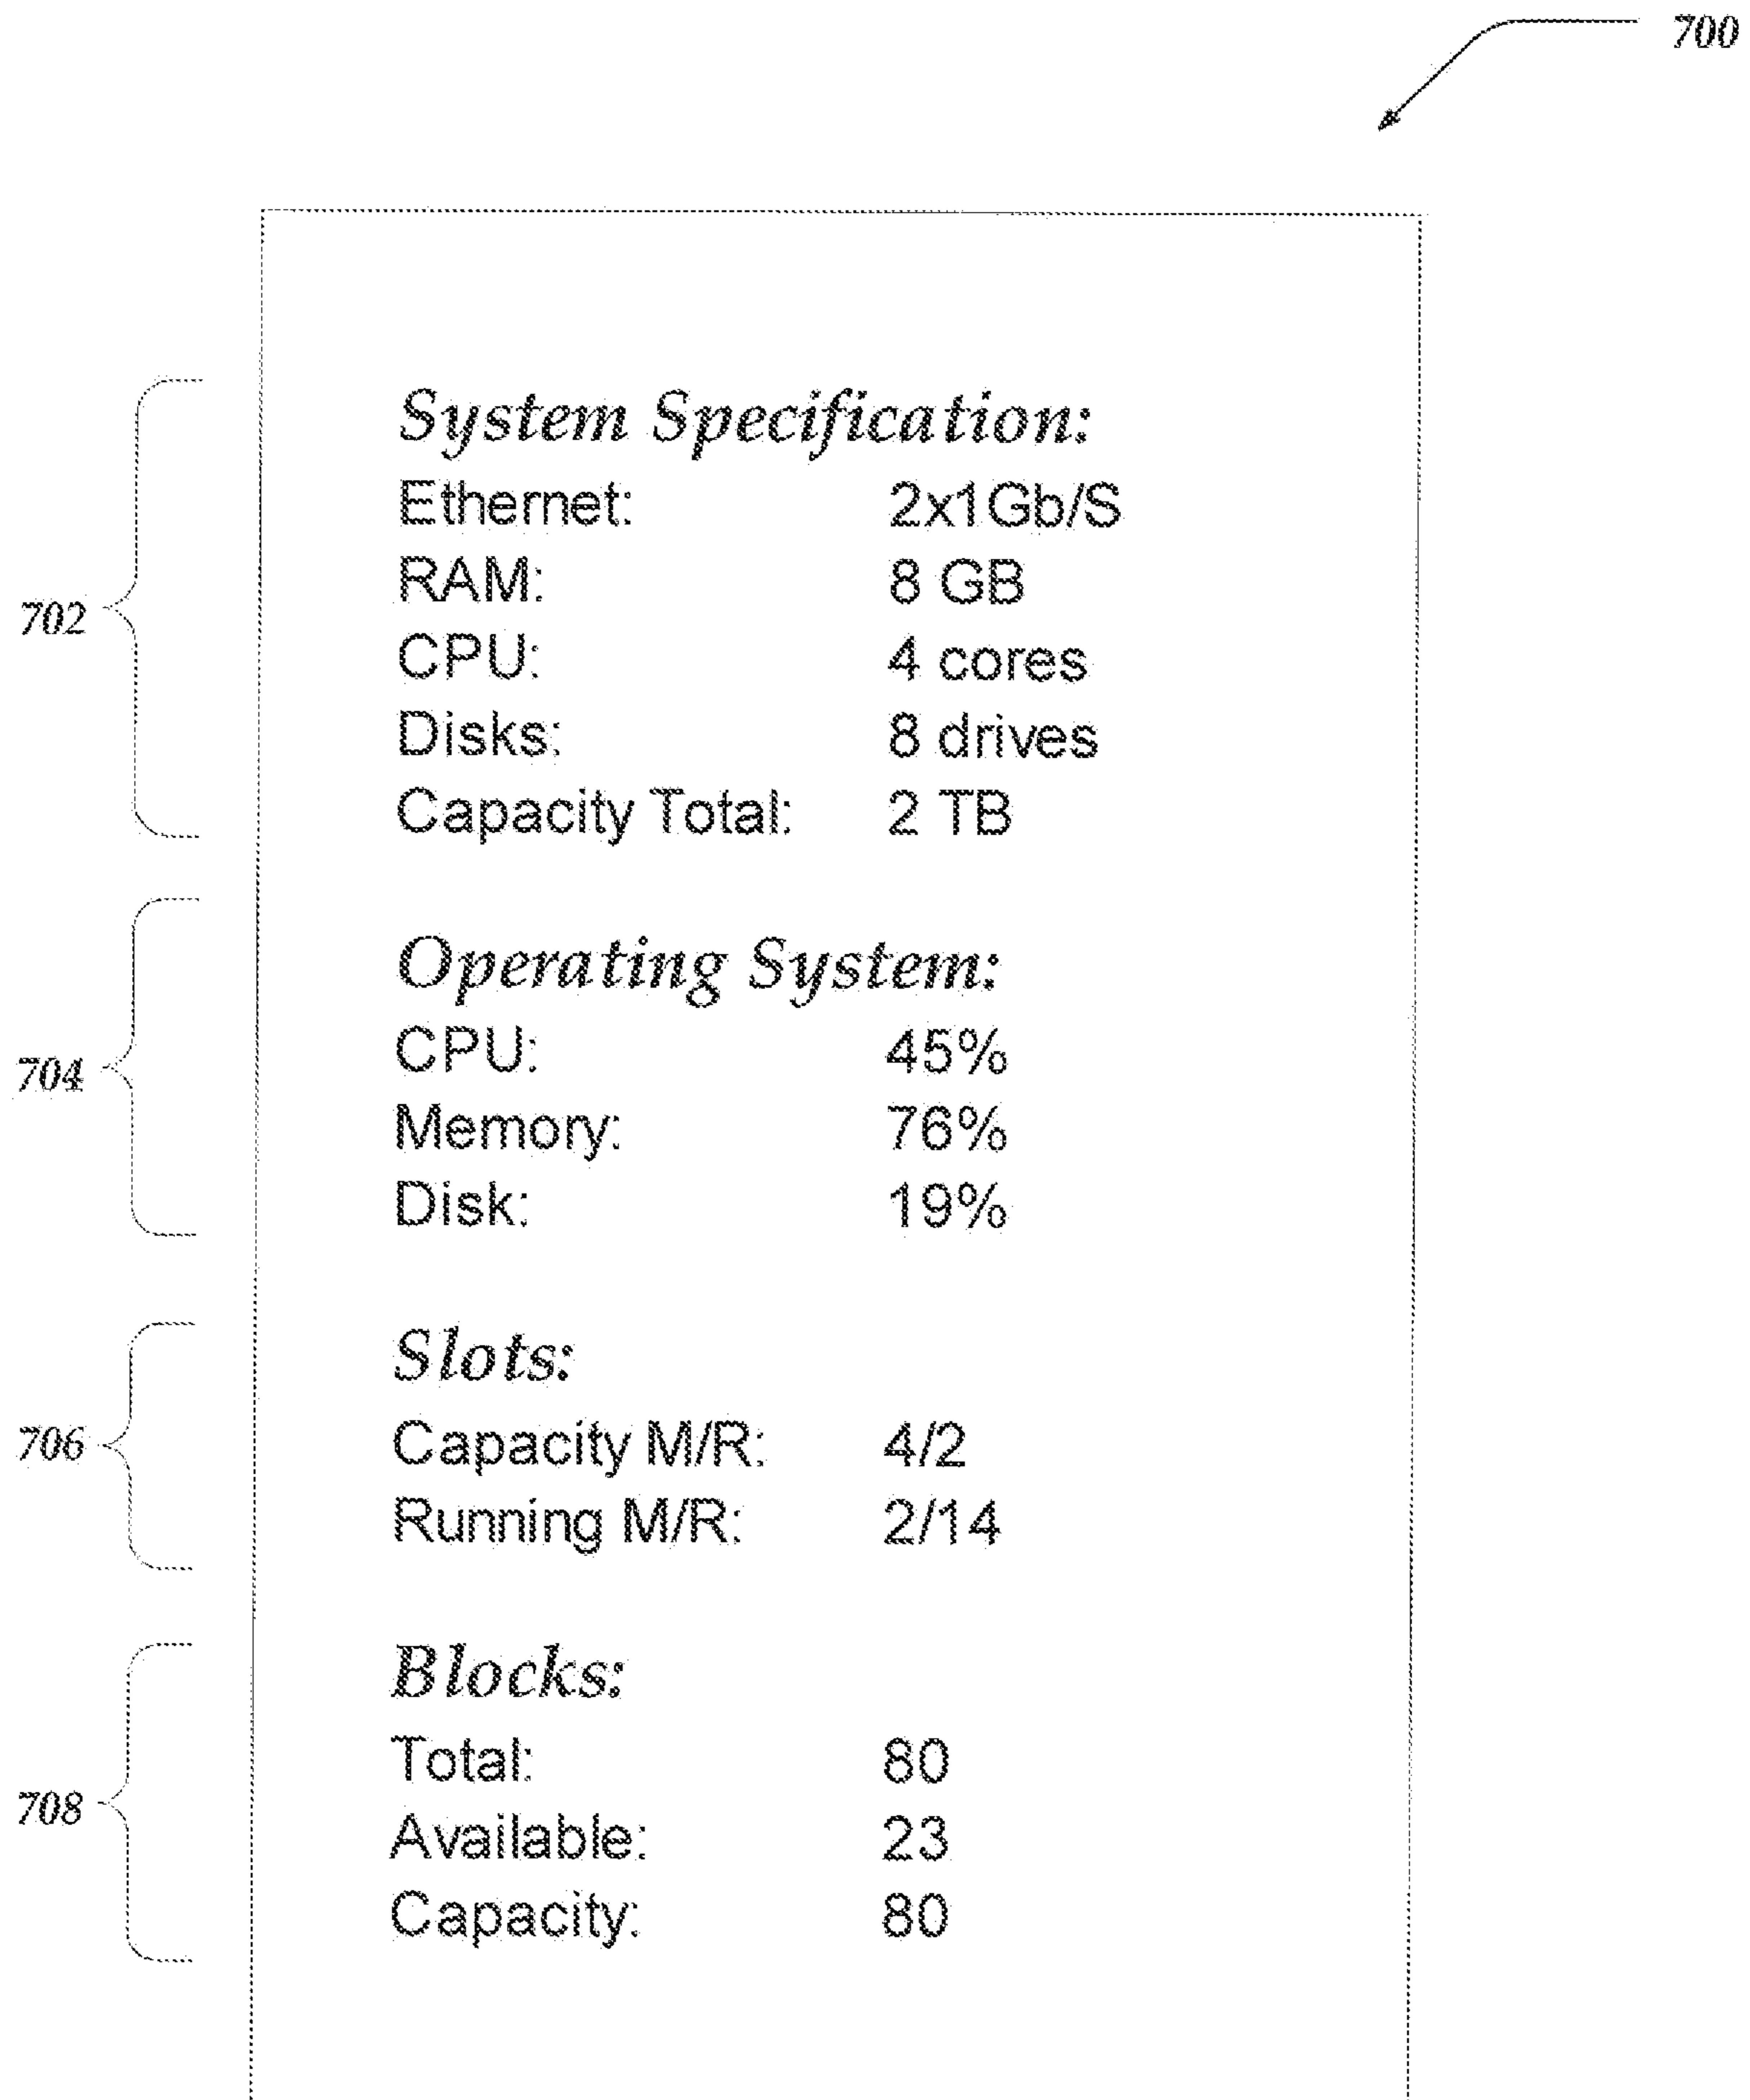 700
System Specification:
Ethernet: 2x1Gb/S
RAM: 8 GB
702
CPU: 4 cores
Disks: 8 drives
Capacity Total: 2 TB
Operating System:
CPU: 45%
704
Memory: 76%
Disk: 19%
Slots:
706
Capacity M/R: 4/2
Running M/R: 2/14
Blocks:
Total: 80
708
Available: 23
Capacity: 80